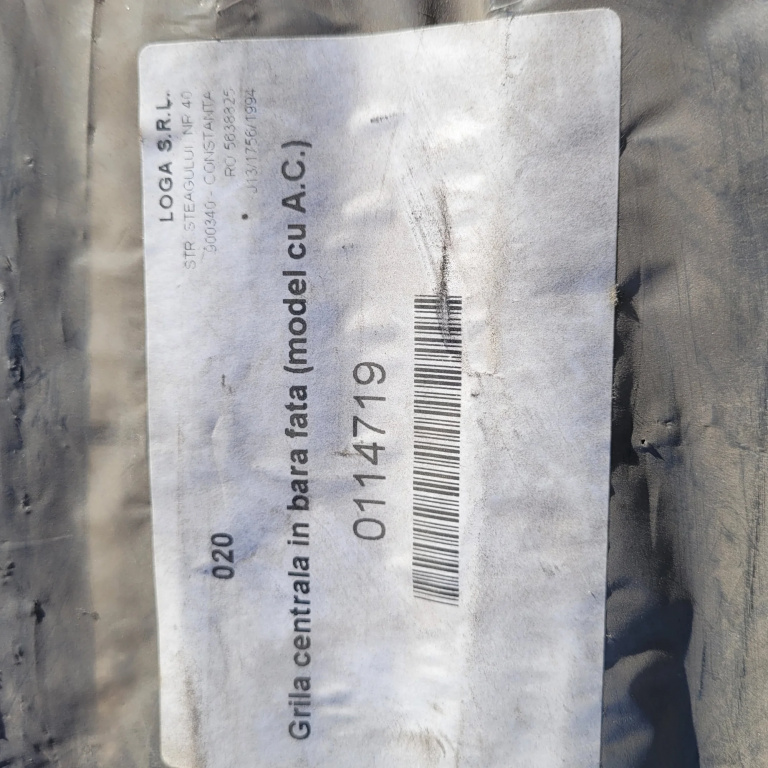 LOGA S.R.L.
STR. STEAGULUI NR 40
900340 - CONSTANTA
RO 5638825
J13/1756/1994
020
Grila centrala in bara fata (model cu A.C.)
0114719